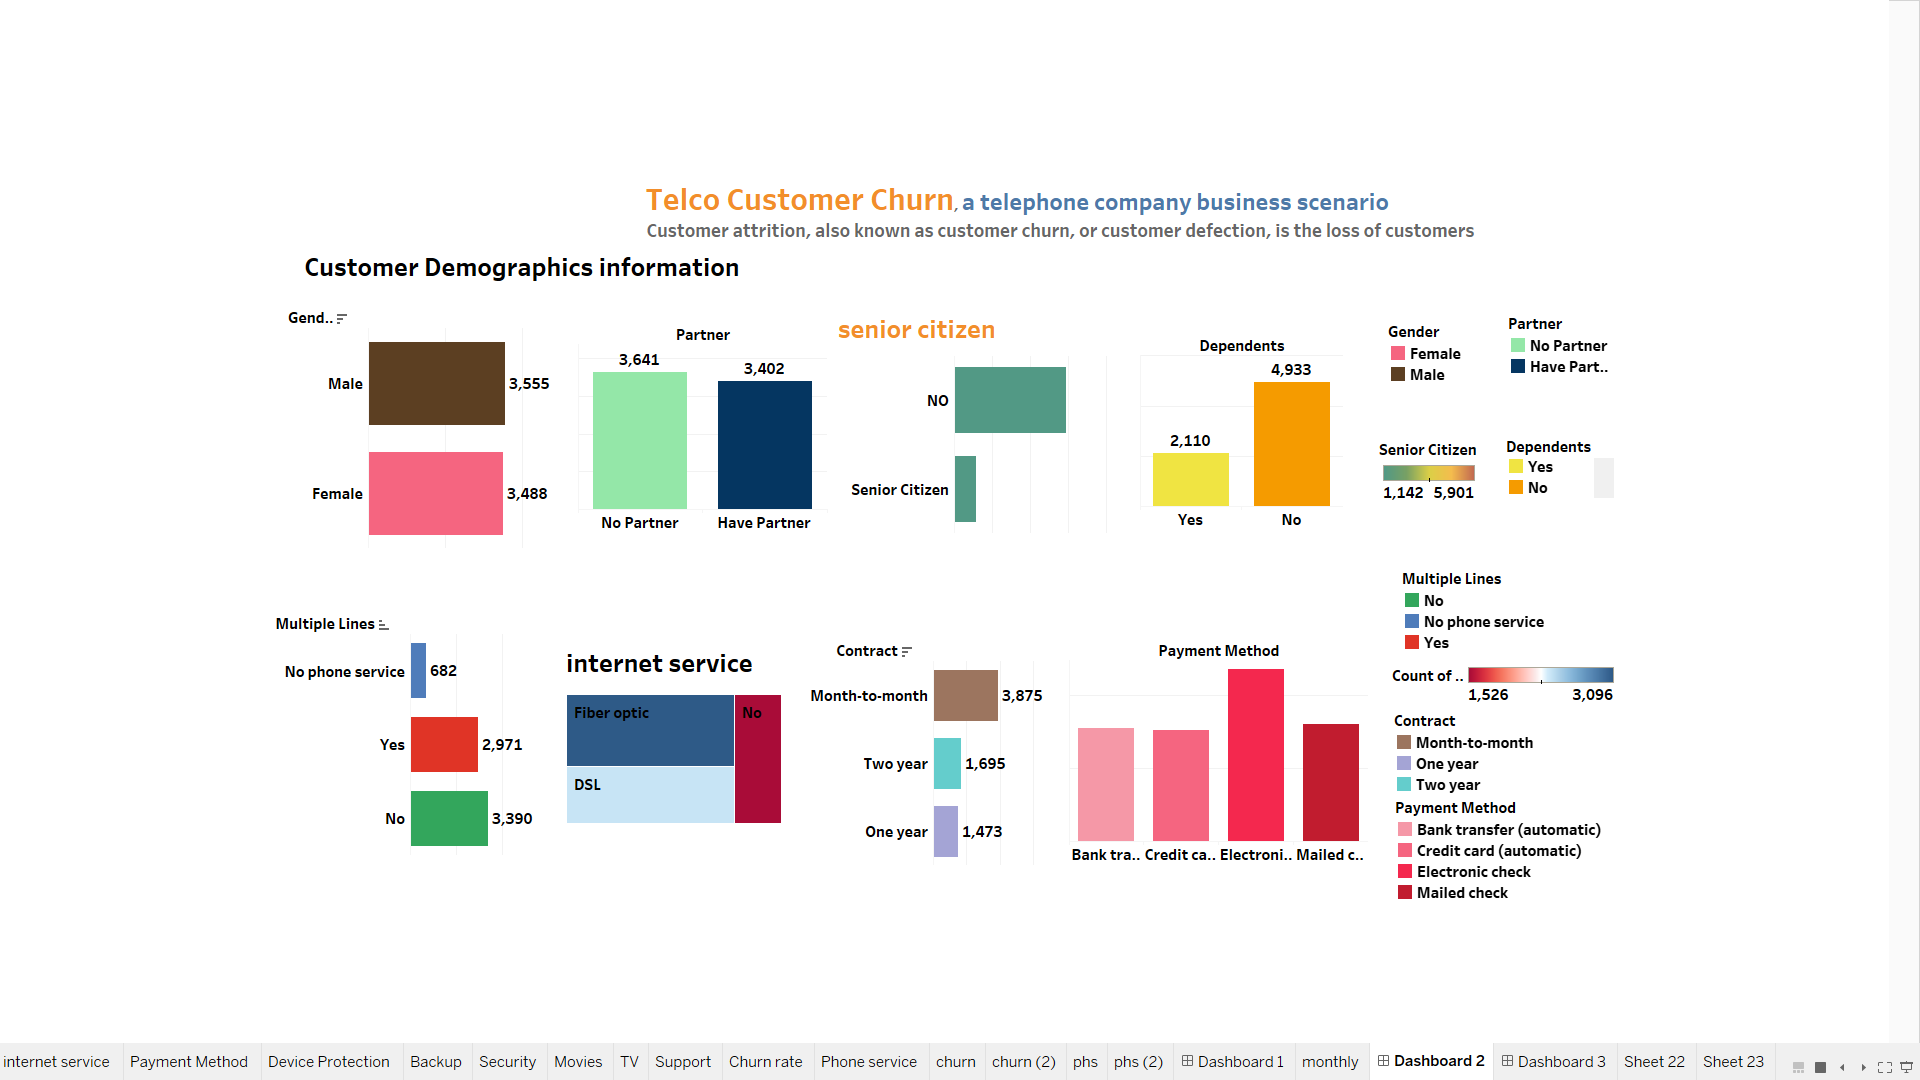 Telco Customer Churn, a telephone company business scenario
Customer attrition, also known as customer churn, or customer defection, is the loss of customers
Customer Demographics information
Gend..
Male
3,555
Female
3,488
Partner
3,641
3,402
No Partner
Have Partner
senior citizen
NO
Senior Citizen
Dependents
2,110
4,933
Yes
No
Gender
Female
Male
Partner
No Partner
Have Part..
Senior Citizen
1,142
5,901
Dependents
Yes
No
Multiple Lines
No phone service
682
Yes
2,971
No
3,390
internet service
Fiber optic
No
DSL
Contract
Month-to-month
3,875
Two year
1,695
One year
1,473
Payment Method
Bank tra..
Credit ca..
Electroni..
Mailed c..
Multiple Lines
No
No phone service
Yes
Count of ..
1,526
3,096
Contract
Month-to-month
One year
Two year
Payment Method
Bank transfer (automatic)
Credit card (automatic)
Electronic check
Mailed check
internet service
Payment Method
Device Protection
Backup
Security
Movies
TV
Support
Churn rate
Phone service
churn
churn (2)
phs
phs (2)
Dashboard 1
monthly
Dashboard 2
Dashboard 3
Sheet 22
Sheet 23